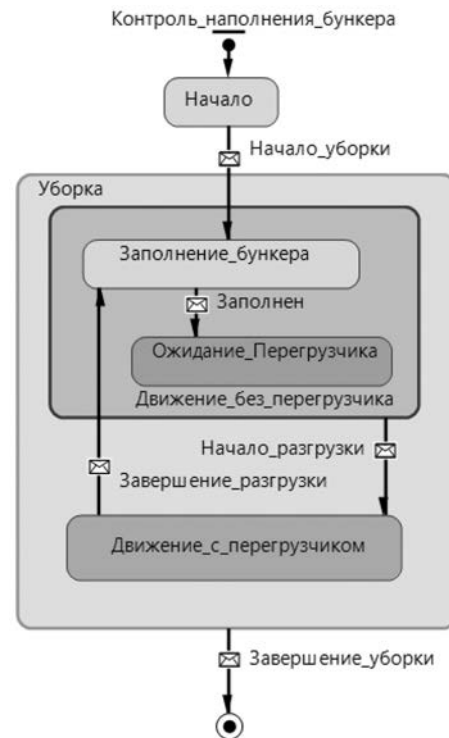 Контроль_наполнения_бункера
Начало
Начало_уборки
Уборка
Заполнение_бункера
Заполнен
Ожидание_Перегрузчика
Движение_без_перегрузчика
Начало_разгрузки
Завершение_разгрузки
Движение_с_перегрузчиком
Завершение_уборки